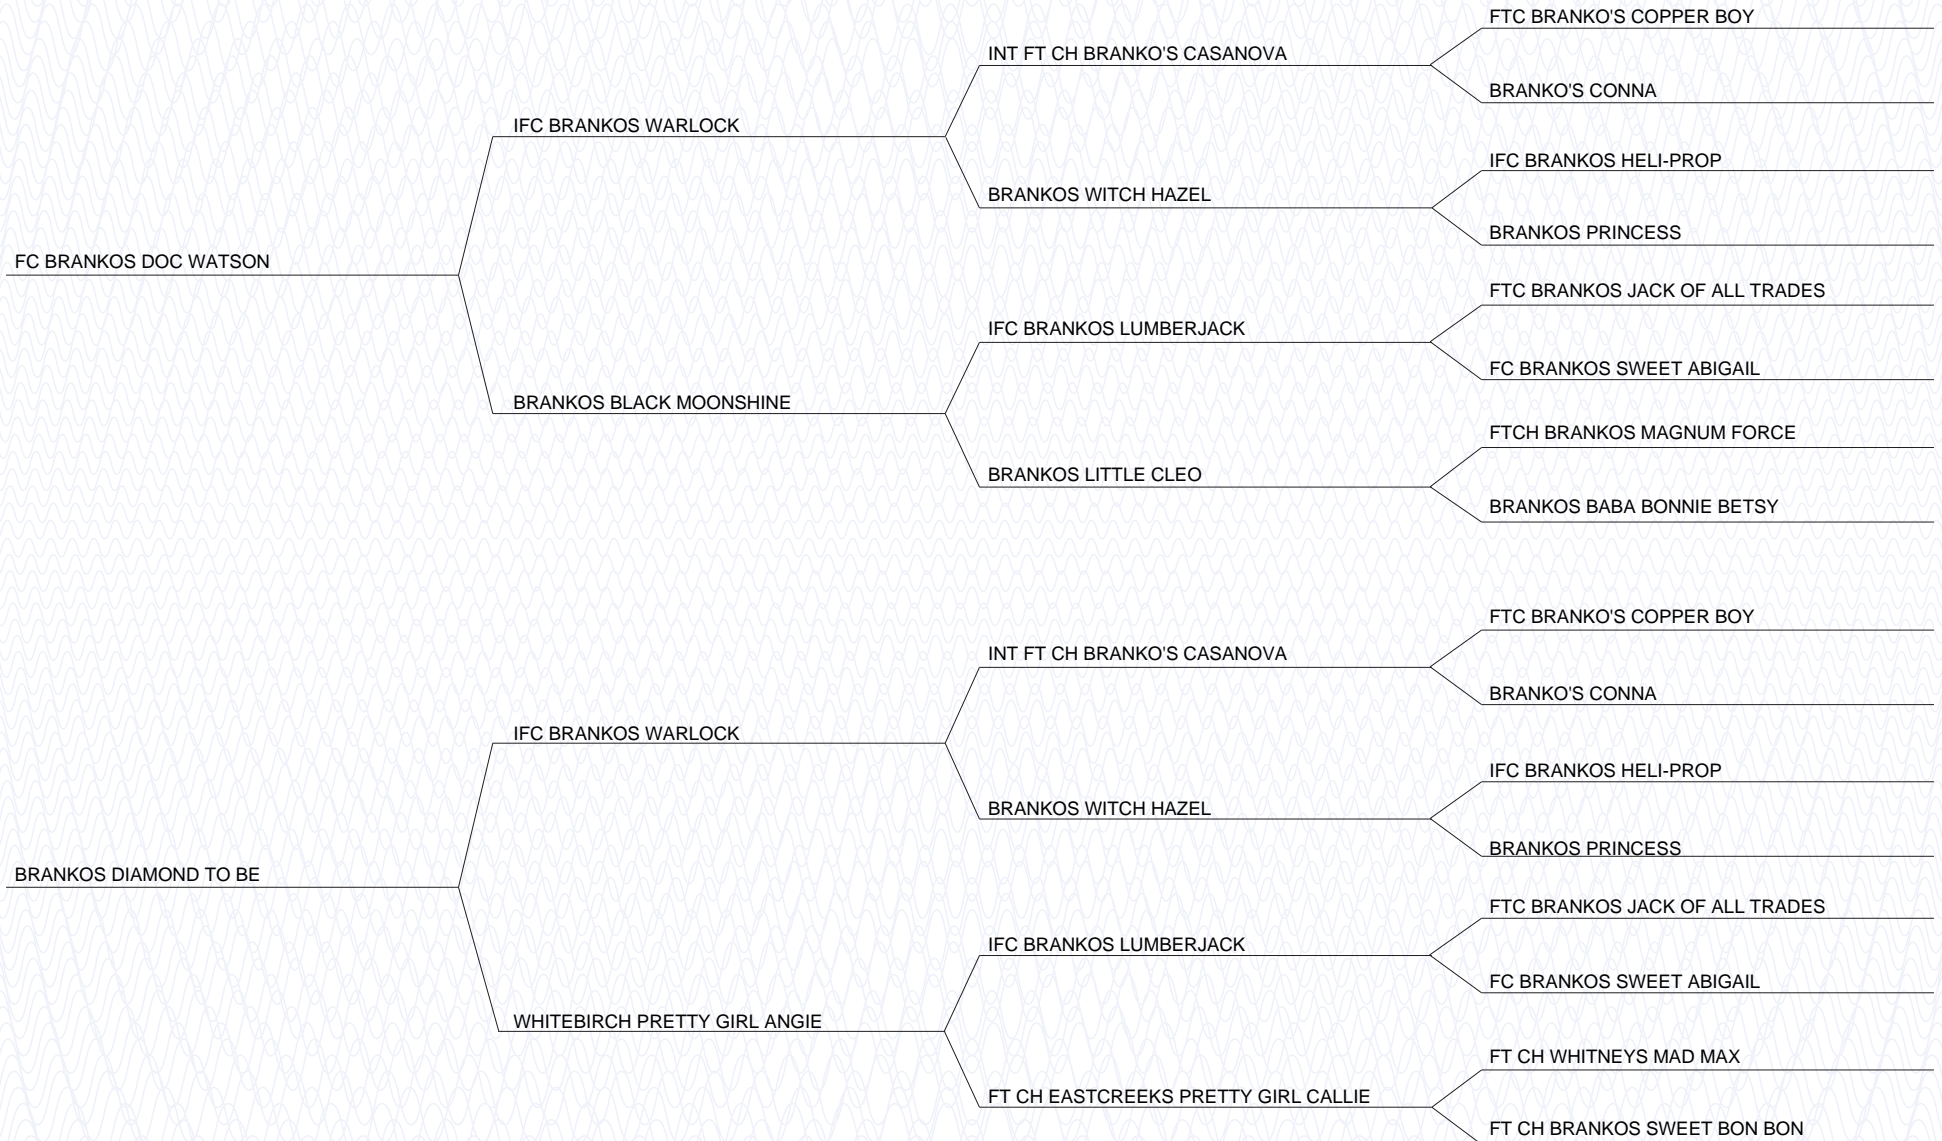 FTC BRANKO'S COPPER BOY
INT FT CH BRANKO'S CASANOVA
BRANKO'S CONNA
IFC BRANKOS WARLOCK
IFC BRANKOS HELI-PROP
BRANKOS WITCH HAZEL
BRANKOS PRINCESS
FC BRANKOS DOC WATSON
FTC BRANKOS JACK OF ALL TRADES
IFC BRANKOS LUMBERJACK
FC BRANKOS SWEET ABIGAIL
BRANKOS BLACK MOONSHINE
FTCH BRANKOS MAGNUM FORCE
BRANKOS LITTLE CLEO
BRANKOS BABA BONNIE BETSY
FTC BRANKO'S COPPER BOY
INT FT CH BRANKO'S CASANOVA
BRANKO'S CONNA
IFC BRANKOS WARLOCK
IFC BRANKOS HELI-PROP
BRANKOS WITCH HAZEL
BRANKOS PRINCESS
BRANKOS DIAMOND TO BE
FTC BRANKOS JACK OF ALL TRADES
IFC BRANKOS LUMBERJACK
FC BRANKOS SWEET ABIGAIL
WHITEBIRCH PRETTY GIRL ANGIE
FT CH WHITNEYS MAD MAX
FT CH EASTCREEKS PRETTY GIRL CALLIE
FT CH BRANKOS SWEET BON BON